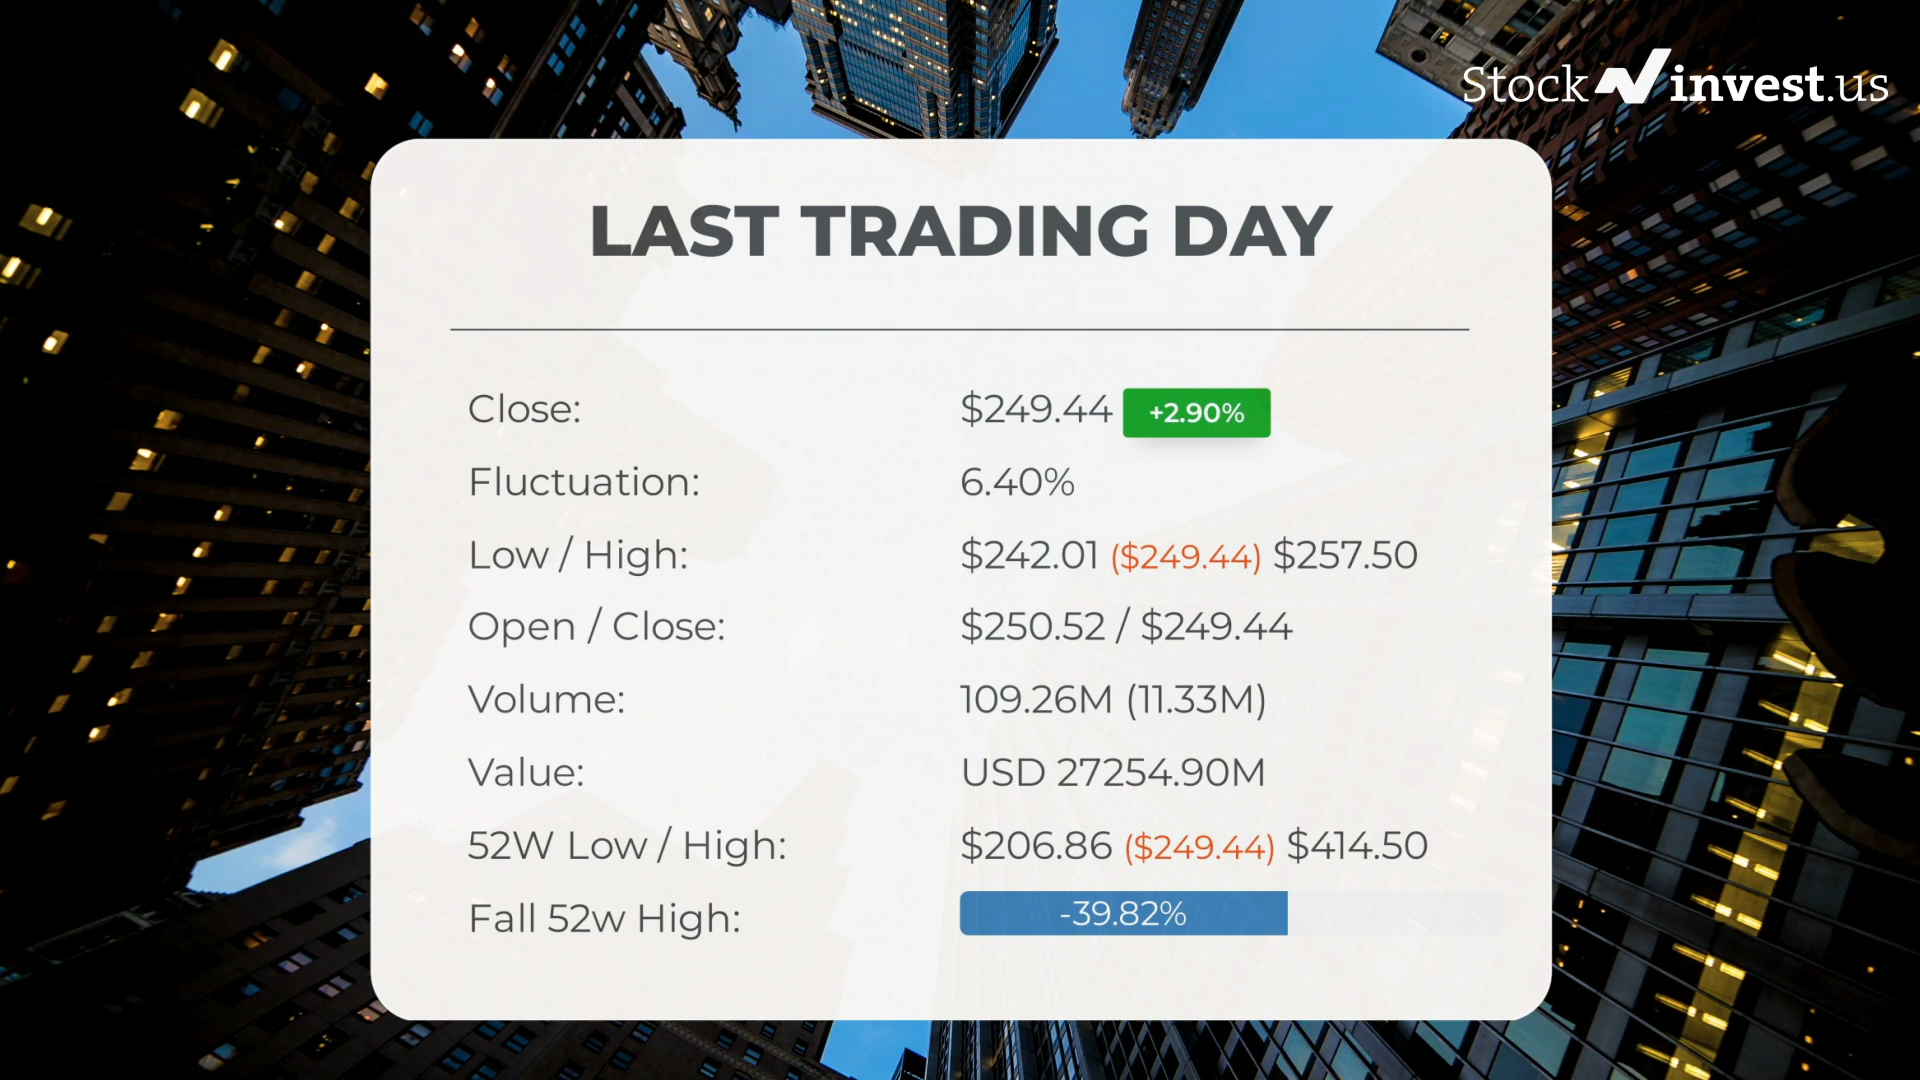 Stock invest.us
LAST TRADING DAY
Close: $249.44 +2.90%
Fluctuation: 6.40%
Low / High: $242.01 ($249.44) $257.50
Open / Close: $250.52 / $249.44
Volume: 109.26M (11.33M)
Value: USD 27254.90M
52W Low / High: $206.86 ($249.44) $414.50
Fall 52w High: -39.82%